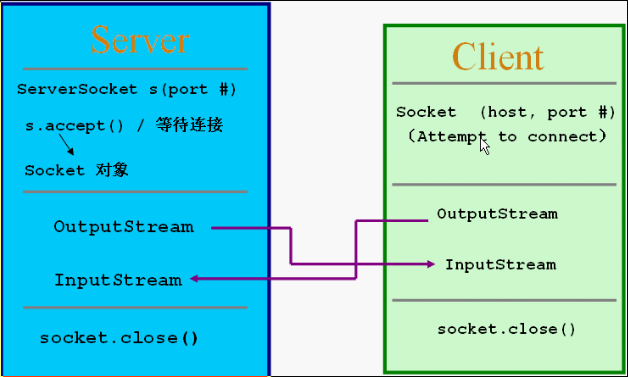 Server
ServerSocket s(port #)
s.accept() / 等待连接
Socket 对象
OutputStream
InputStream
socket.close()
Client
Socket (host, port #)
(Attempt to connect)
OutputStream
InputStream
socket.close()